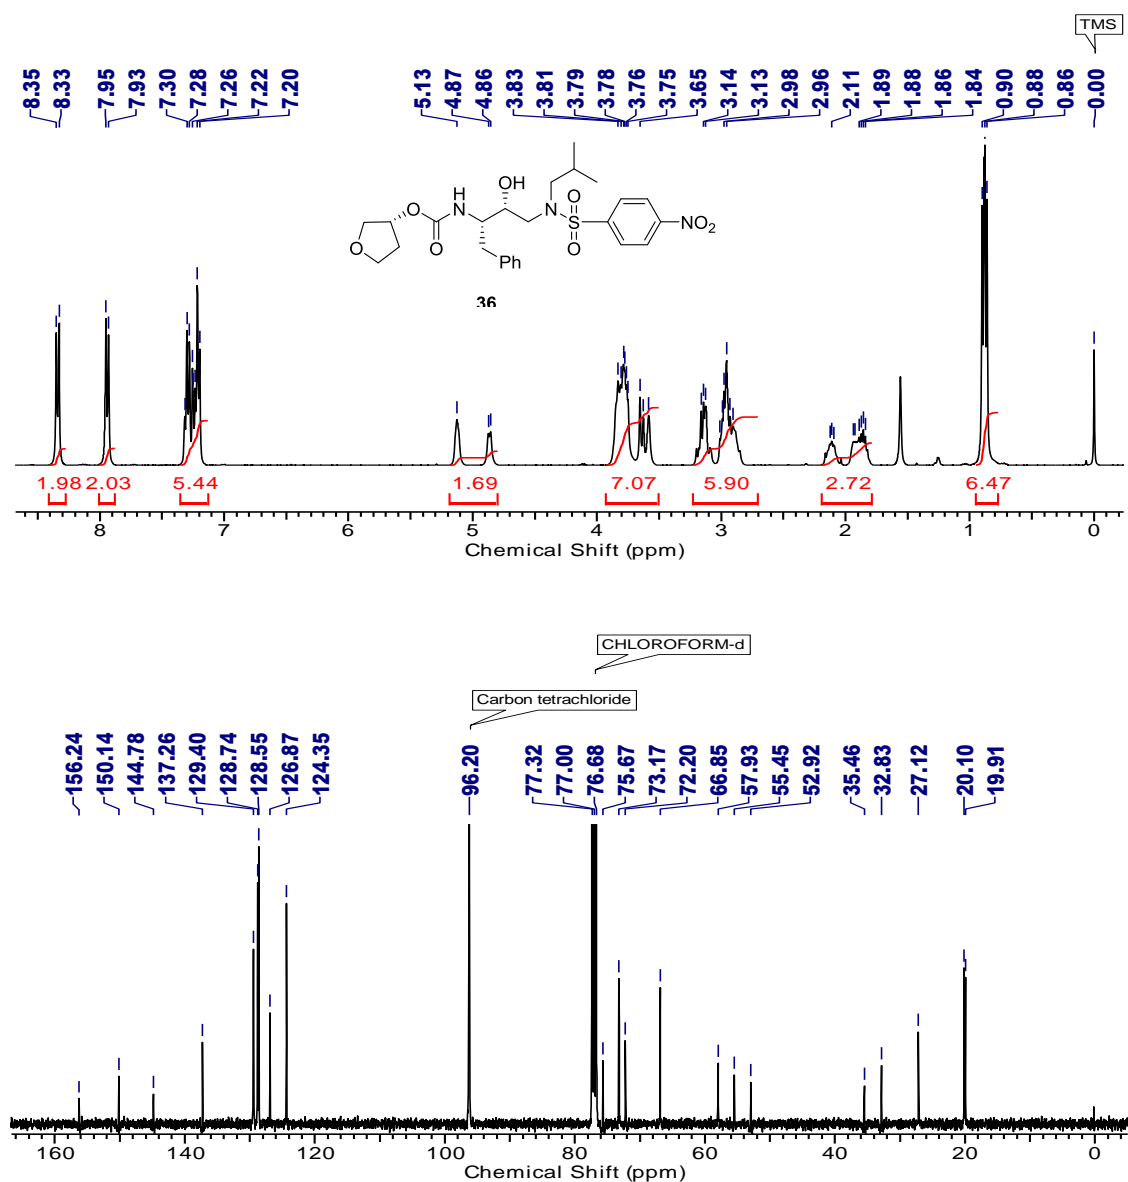 TMS
8.35 8.33 7.95 7.93 7.30 7.28 7.26 7.22 7.20 5.13 4.87 4.86 3.83 3.81 3.79 3.78 3.76 3.75 3.65 3.14 3.13 2.98 2.96 2.11 1.89 1.88 1.86 1.84 0.90 0.88 0.86 0.00
OH
H
N
O
O
O
N
S
O
O
NO2
O
Ph
36
1.98 2.03 5.44 1.69 7.07 5.90 2.72 6.47
8 7 6 5 4 3 2 1 0
Chemical Shift (ppm)
CHLOROFORM-d
Carbon tetrachloride
156.24 150.14 144.78 137.26 129.40 128.74 128.55 126.87 124.35 96.20 77.32 77.00 76.68 75.67 73.17 72.20 66.85 57.93 55.45 52.92 35.46 32.83 27.12 20.10 19.91
160 140 120 100 80 60 40 20 0
Chemical Shift (ppm)